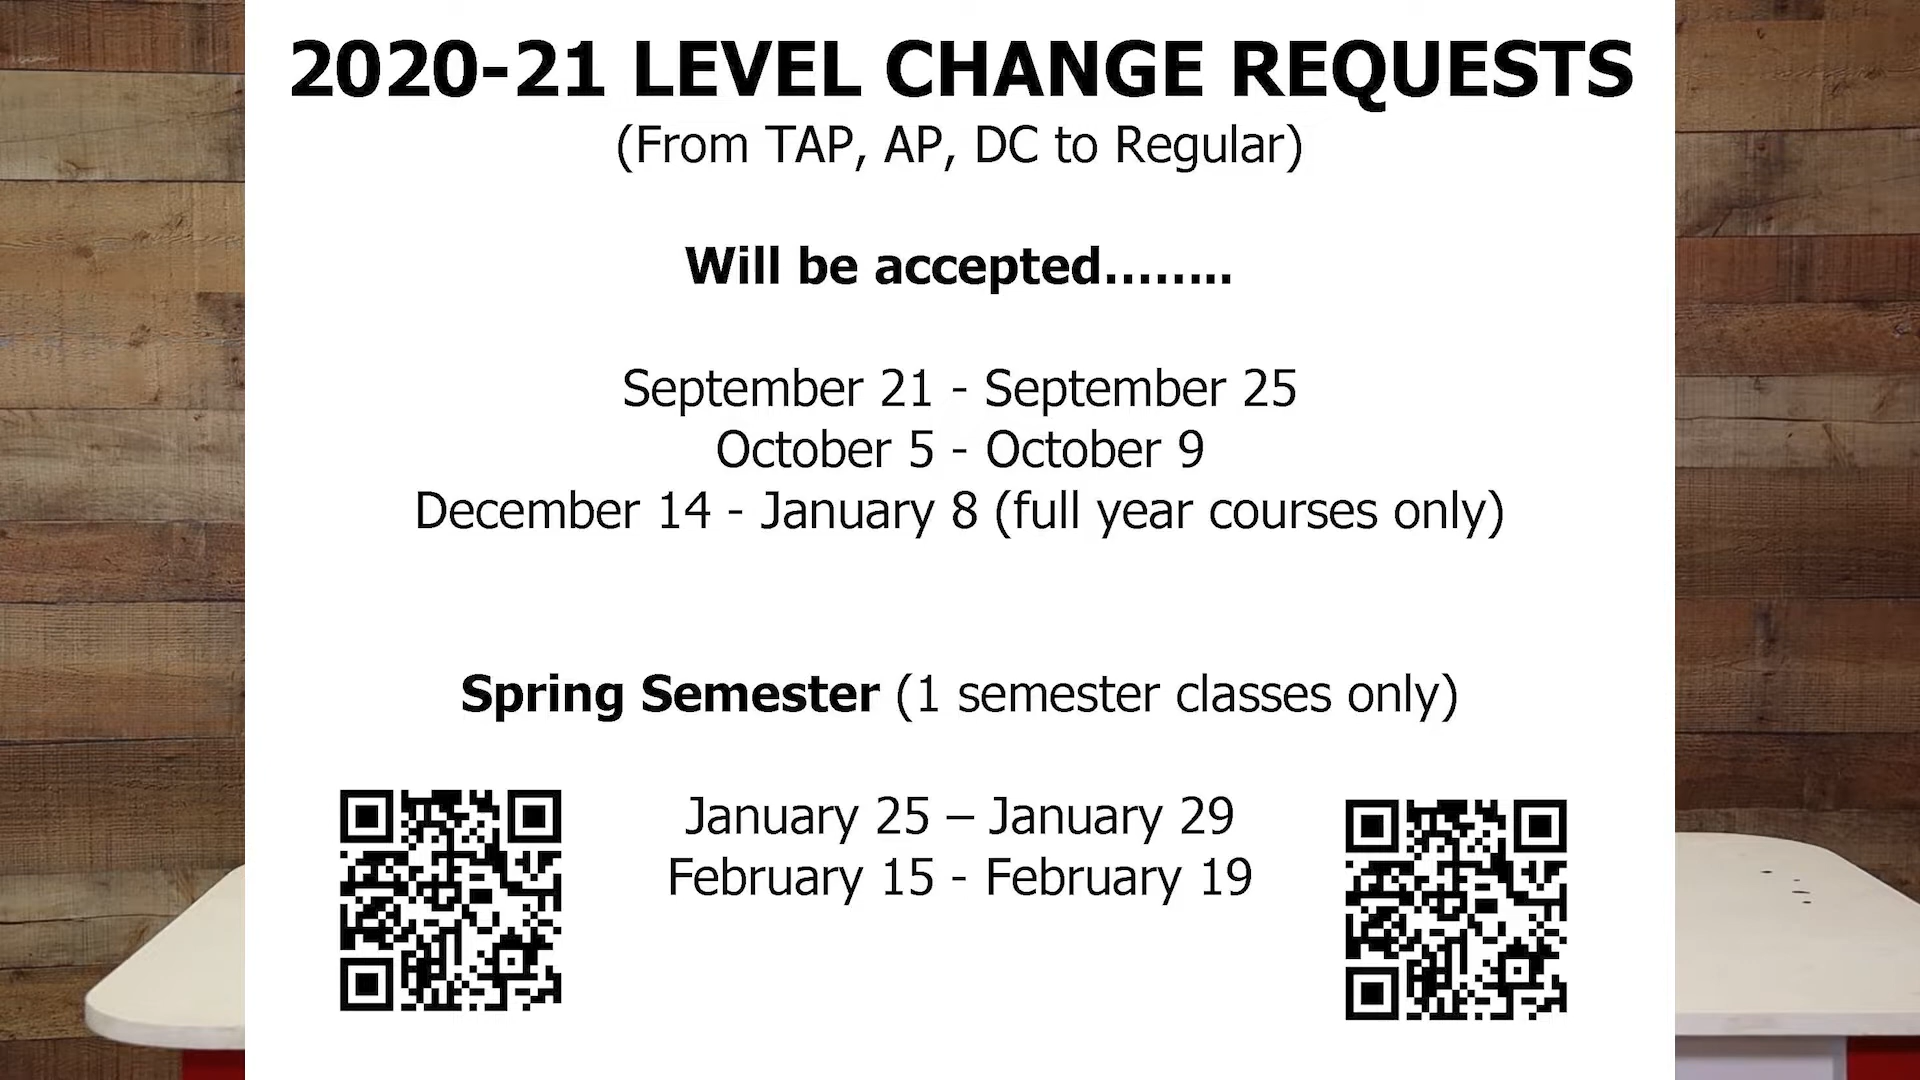 2020-21 LEVEL CHANGE REQUESTS
(From TAP, AP, DC to Regular)
Will be accepted……..
September 21 - September 25
October 5 - October 9
December 14 - January 8 (full year courses only)
Spring Semester (1 semester classes only)
January 25 – January 29
February 15 - February 19